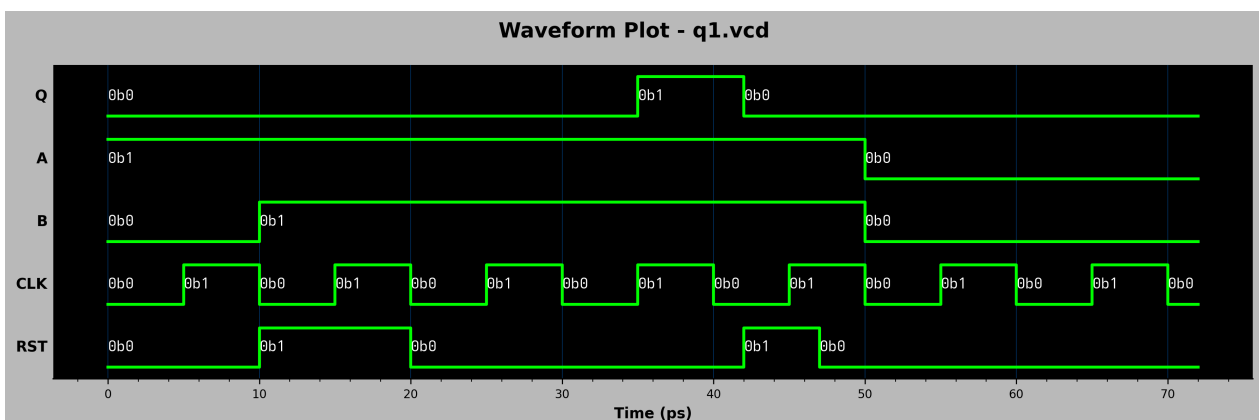 Waveform Plot - q1.vcd
Q 0b0 0b1 0b0
A 0b1 0b0
B 0b0 0b1 0b0
CLK 0b0 0b1 0b0 0b1 0b0 0b1 0b0 0b1 0b0 0b1 0b0 0b1 0b0 0b1 0b0
RST 0b0 0b1 0b0 0b1 0b0
0 10 20 30 40 50 60 70
Time (ps)